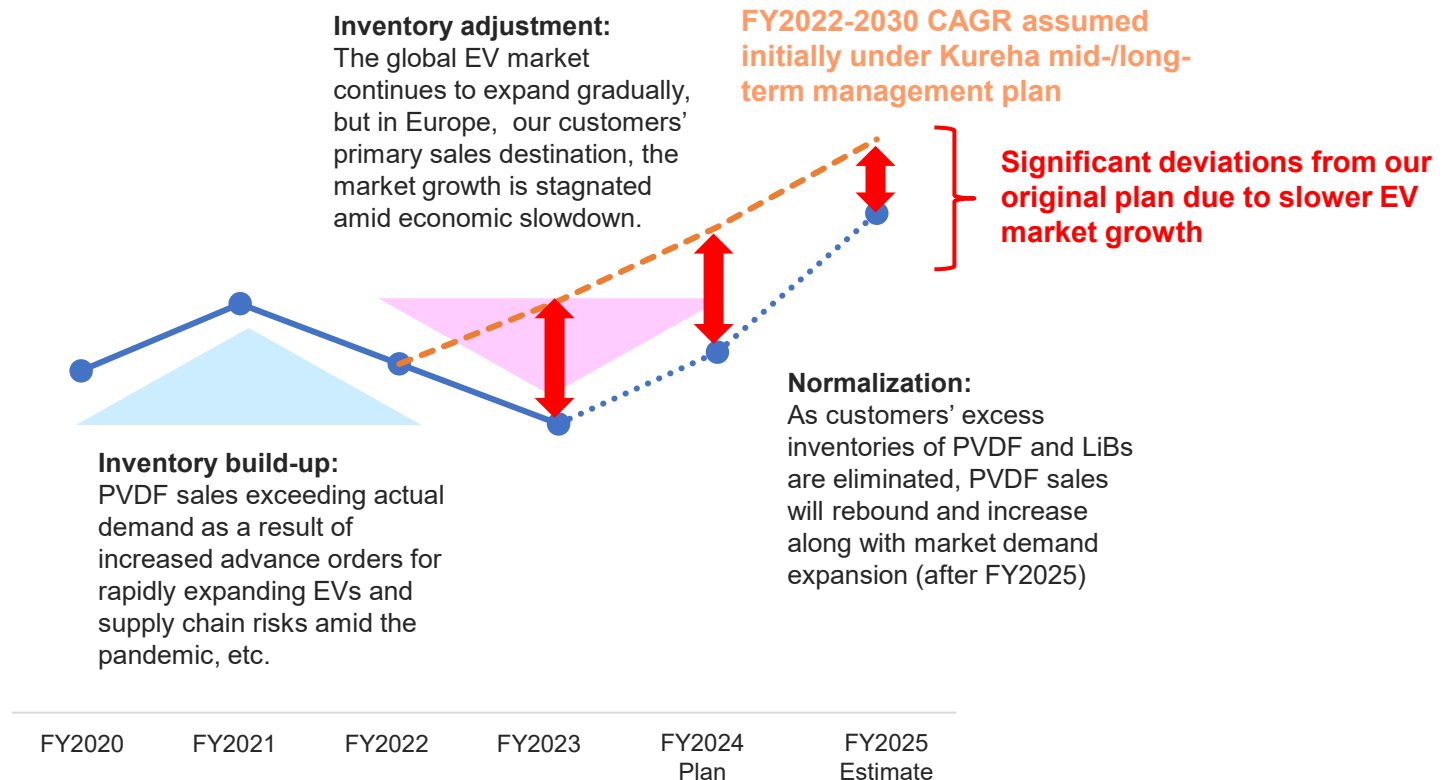 Inventory adjustment:
The global EV market
continues to expand gradually,
but in Europe,  our customers’
primary sales destination, the
market growth is stagnated
amid economic slowdown.
FY2022-2030 CAGR assumed
initially under Kureha mid-/long-
term management plan
Significant deviations from our
original plan due to slower EV
market growth
Inventory build-up:
PVDF sales exceeding actual
demand as a result of
increased advance orders for
rapidly expanding EVs and
supply chain risks amid the
pandemic, etc.
Normalization:
As customers’ excess
inventories of PVDF and LiBs
are eliminated, PVDF sales
will rebound and increase
along with market demand
expansion (after FY2025)
FY2020
FY2021
FY2022
FY2023
FY2024
Plan
FY2025
Estimate